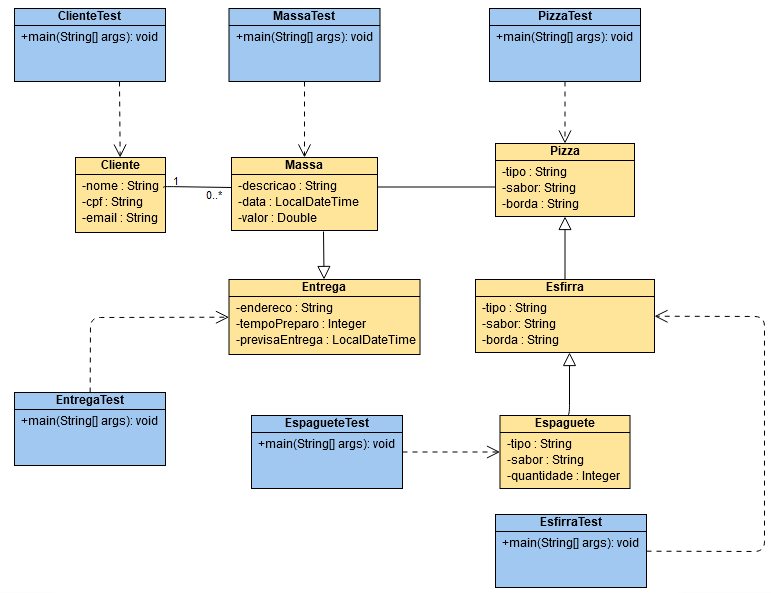 ClienteTest
+main(String[] args): void
MassaTest
+main(String[] args): void
PizzaTest
+main(String[] args): void
Cliente
-nome : String
-cpf : String
-email : String
1
0..*
Massa
-descricao : String
-data : LocalDateTime
-valor : Double
Pizza
-tipo : String
-sabor: String
-borda : String
Entrega
-endereco : String
-tempoPreparo : Integer
-previsaEntrega : LocalDateTime
Esfirra
-tipo : String
-sabor: String
-borda : String
EntregaTest
+main(String[] args): void
EspagueteTest
+main(String[] args): void
Espaguete
-tipo : String
-sabor : String
-quantidade : Integer
EsfirraTest
+main(String[] args): void